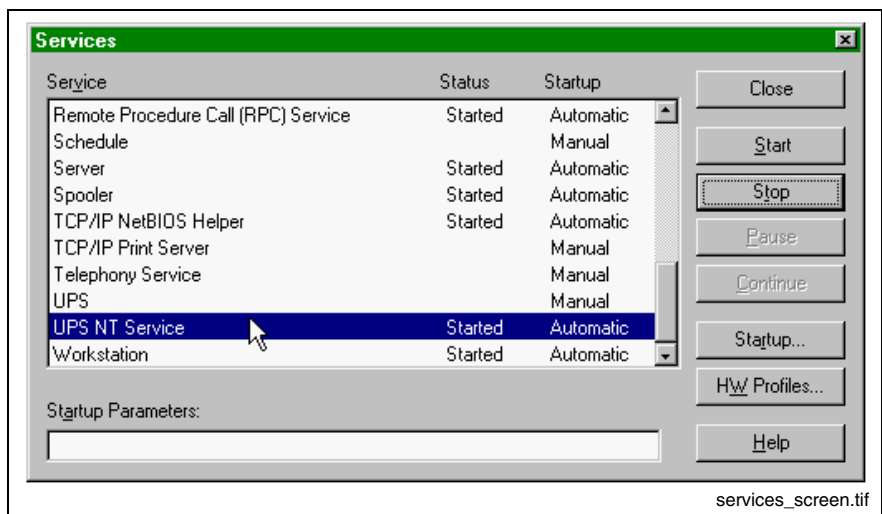 Services
Service Status Startup
Remote Procedure Call (RPC) Service Started Automatic
Schedule Manual
Server Started Automatic
Spooler Started Automatic
TCP/IP NetBIOS Helper Started Automatic
TCP/IP Print Server Manual
Telephony Service Manual
UPS Manual
UPS NT Service Started Automatic
Workstation Started Automatic
Startup Parameters:
Close
Start
Stop
Pause
Continue
Startup...
HW Profiles...
Help
services_screen.tif